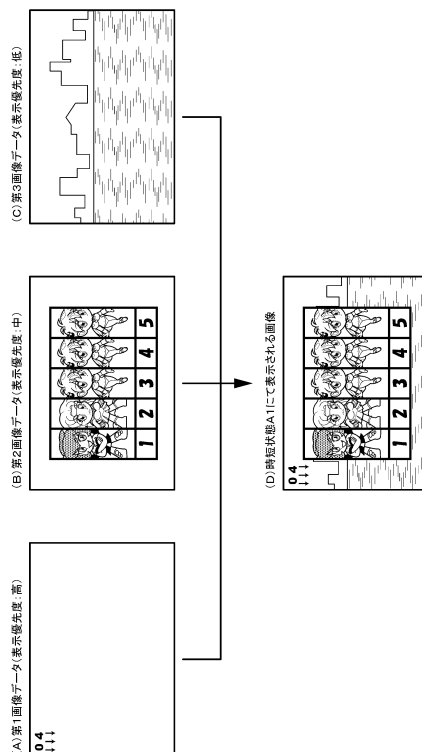 (A)第1画像データ(表示優先度:高)
04
↓↓↓
(B)第2画像データ(表示優先度:中)
1 2 3 4 5
(C)第3画像データ(表示優先度:低)
(D)時短状態A1にて表示される画像
04
↓↓↓
1 2 3 4 5